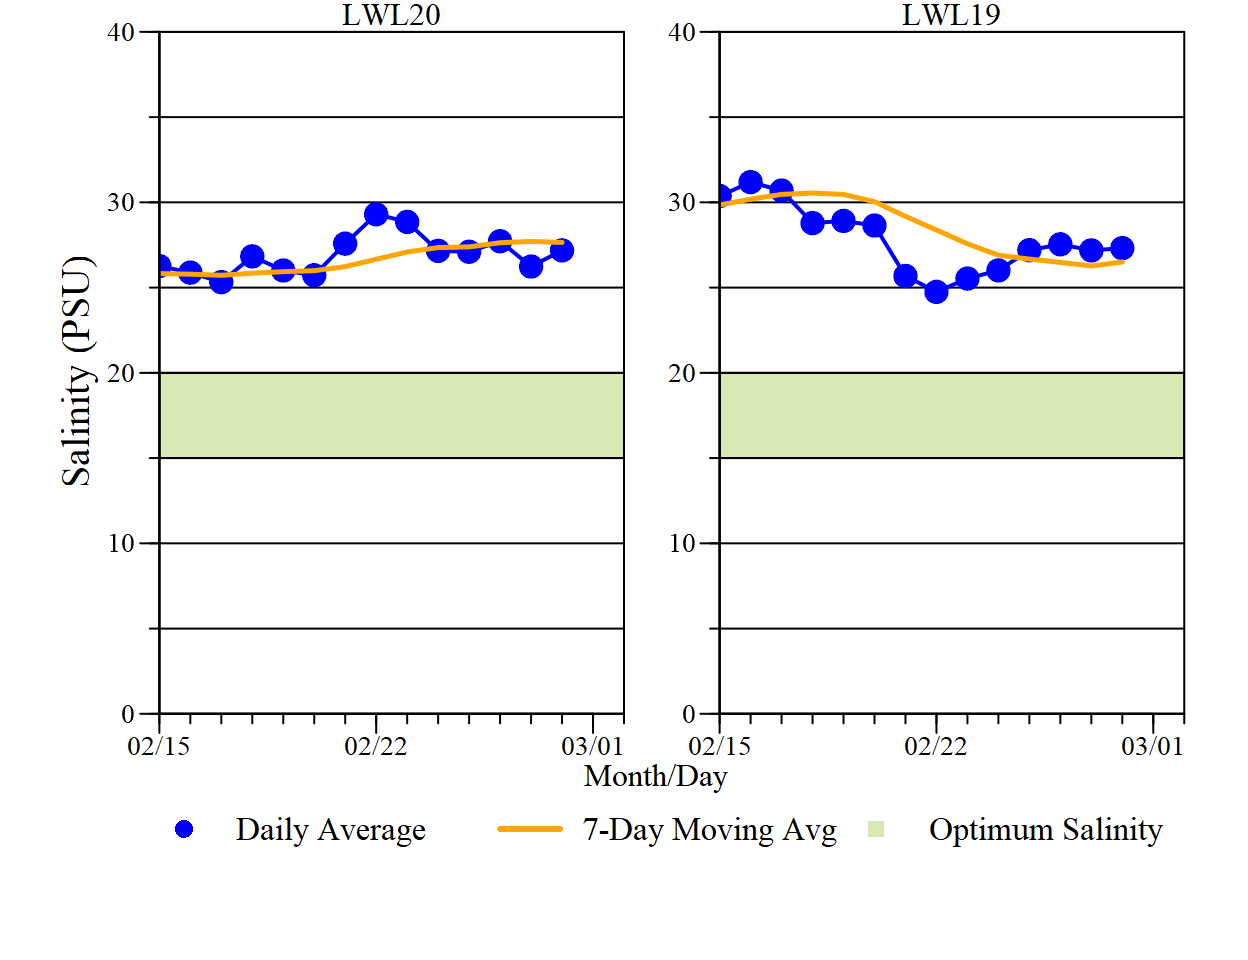 LWL20 LWL19
40 40
30 30
20 20
10 10
0 0
Salinity (PSU)
02/15 02/22 03/01 02/15 02/22 03/01
Month/Day
Daily Average 7-Day Moving Avg Optimum Salinity